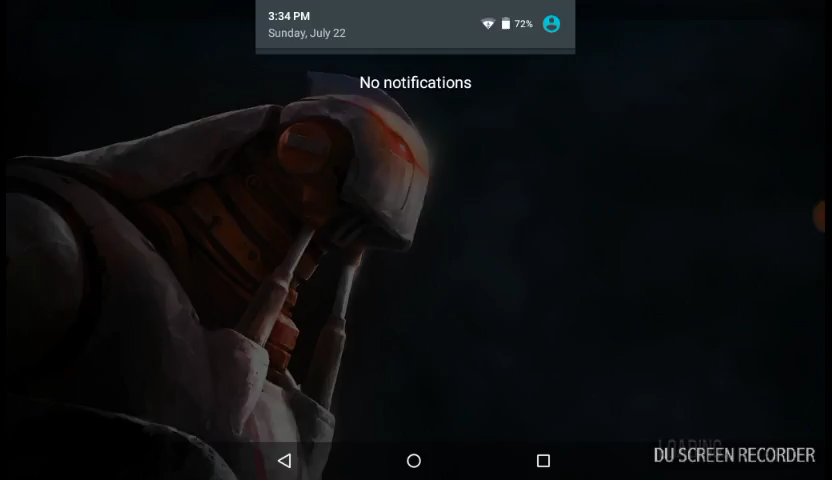 3:34 PM
Sunday, July 22
72%
No notifications
LOADING
DU SCREEN RECORDER